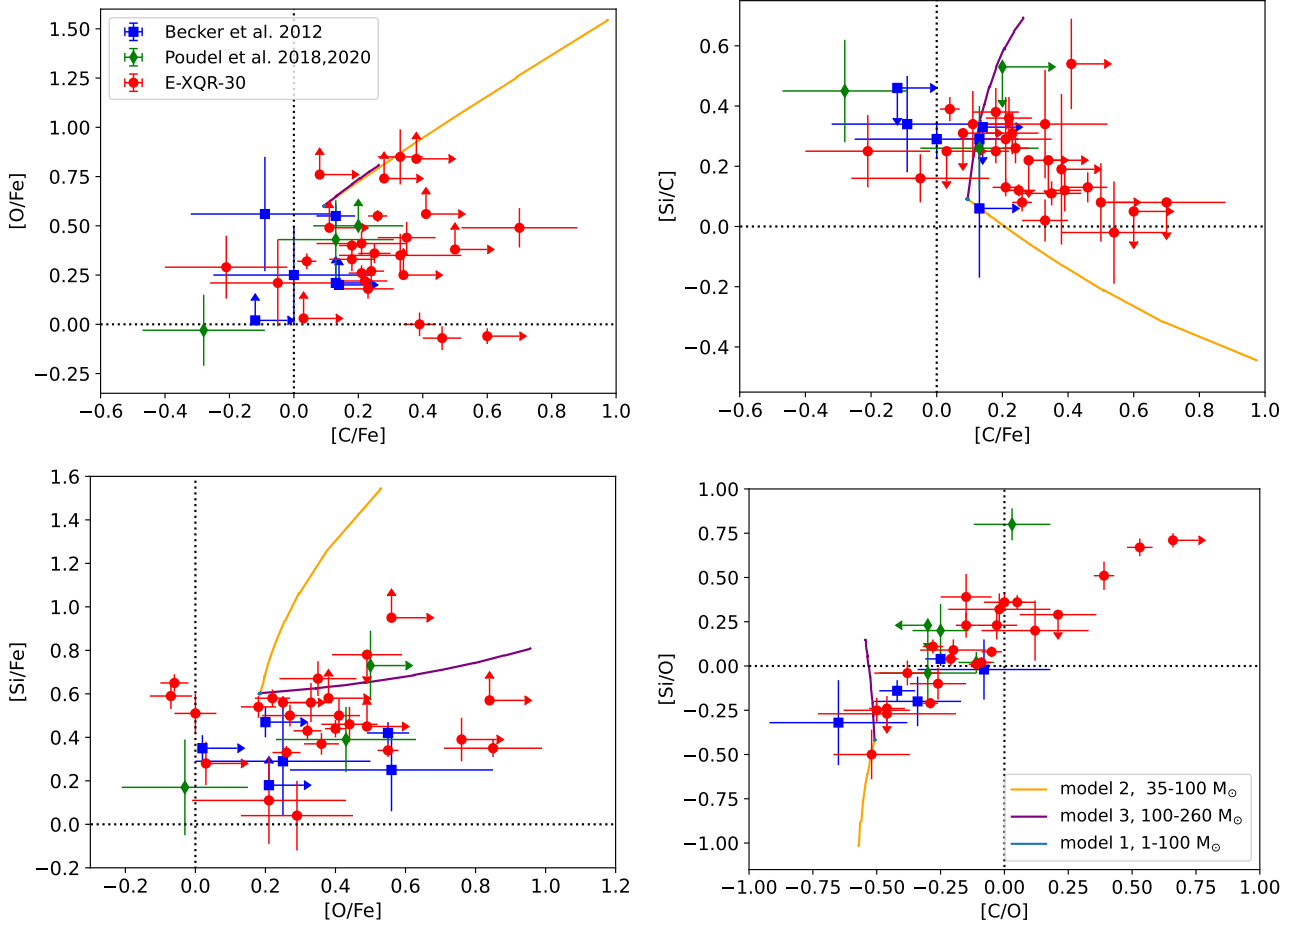 1.50
1.25
1.00
0.75
0.50
0.25
0.00
−0.25
[O/Fe]
Becker et al. 2012
Poudel et al. 2018,2020
E-XQR-30
−0.6 −0.4 −0.2 0.0 0.2 0.4 0.6 0.8 1.0
[C/Fe]
0.6
0.4
0.2
0.0
−0.2
−0.4
[Si/C]
−0.6 −0.4 −0.2 0.0 0.2 0.4 0.6 0.8 1.0
[C/Fe]
1.6
1.4
1.2
1.0
0.8
0.6
0.4
0.2
0.0
−0.2
[Si/Fe]
−0.2 0.0 0.2 0.4 0.6 0.8 1.0 1.2
[O/Fe]
1.00
0.75
0.50
0.25
0.00
−0.25
−0.50
−0.75
−1.00
[Si/O]
model 2, 35-100 M☉
model 3, 100-260 M☉
model 1, 1-100 M☉
−1.00 −0.75 −0.50 −0.25 0.00 0.25 0.50 0.75 1.00
[C/O]